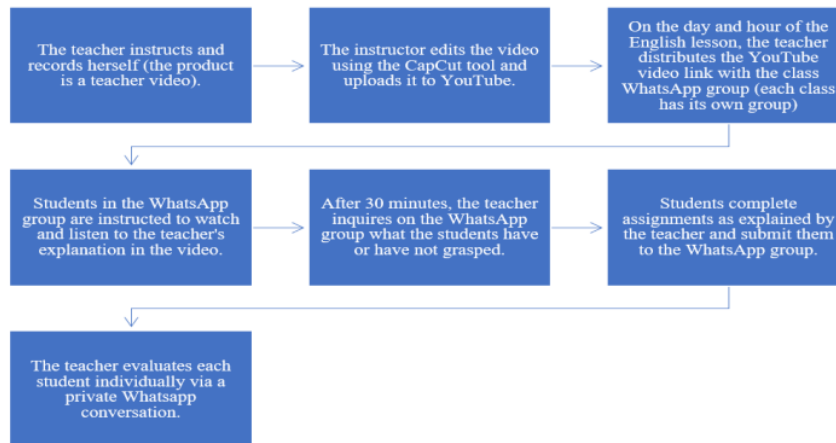 The teacher instructs and
records herself (the product
is a teacher video).
The instructor edits the video
using the CapCut tool and
uploads it to YouTube.
On the day and hour of the
English lesson, the teacher
distributes the YouTube
video link with the class
WhatsApp group (each class
has its own group)
Students in the WhatsApp
group are instructed to watch
and listen to the teacher's
explanation in the video.
After 30 minutes, the teacher
inquires on the WhatsApp
group what the students have
or have not grasped.
Students complete
assignments as explained by
the teacher and submit them
to the WhatsApp group.
The teacher evaluates each
student individually via a
private Whatsapp
conversation.